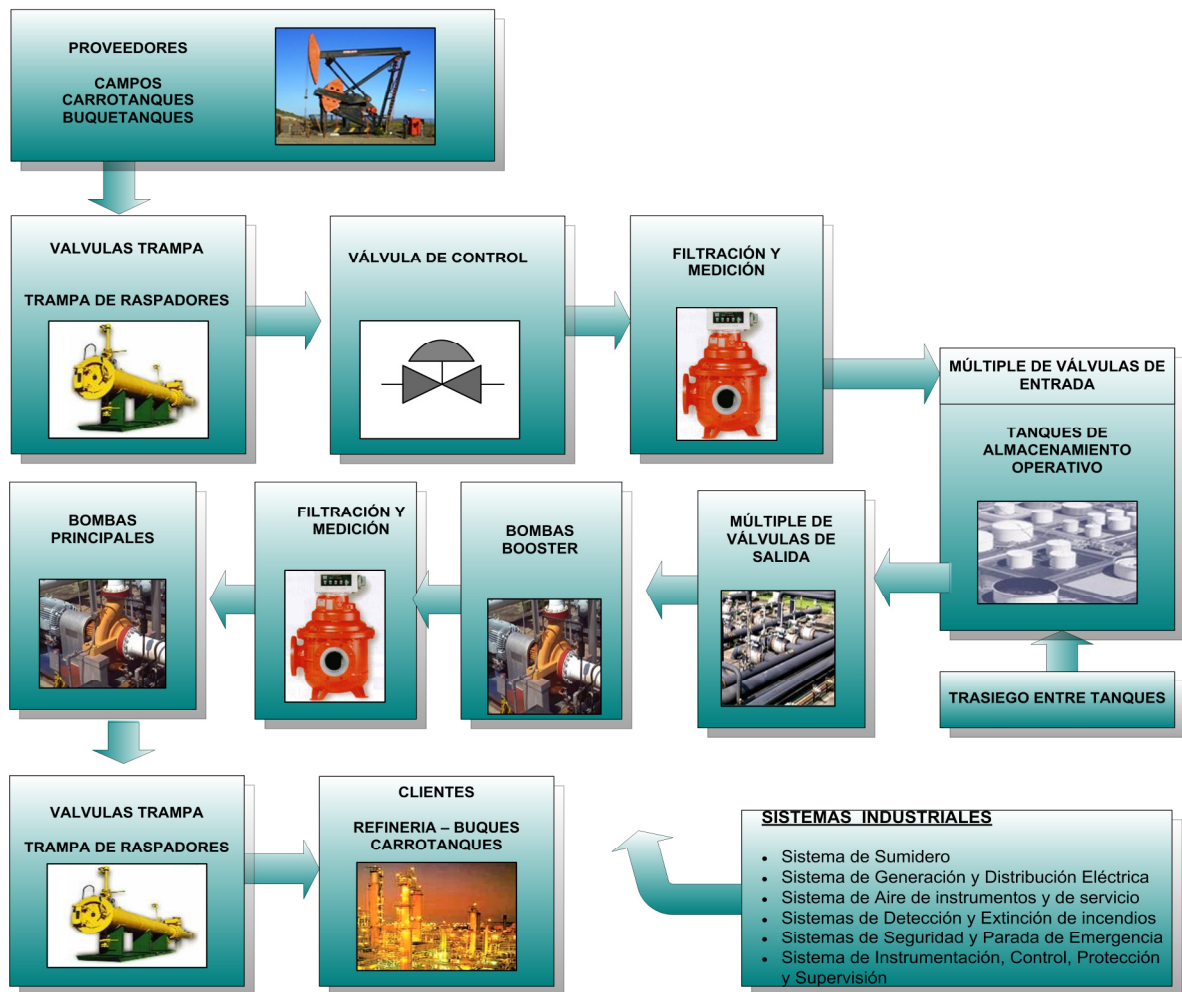 PROVEEDORES
CAMPOS
CARROTANQUES
BUQUETANQUES
VALVULAS TRAMPA
TRAMPA DE RASPADORES
VÁLVULA DE CONTROL
FILTRACIÓN Y
MEDICIÓN
MÚLTIPLE DE VÁLVULAS DE
ENTRADA
TANQUES DE
ALMACENAMIENTO
OPERATIVO
TRASIEGO ENTRE TANQUES
MÚLTIPLE DE
VÁLVULAS DE
SALIDA
BOMBAS
BOOSTER
FILTRACIÓN Y
MEDICIÓN
BOMBAS
PRINCIPALES
VALVULAS TRAMPA
TRAMPA DE RASPADORES
CLIENTES
REFINERIA – BUQUES
CARROTANQUES
SISTEMAS INDUSTRIALES
• Sistema de Sumidero
• Sistema de Generación y Distribución Eléctrica
• Sistema de Aire de instrumentos y de servicio
• Sistemas de Detección y Extinción de incendios
• Sistemas de Seguridad y Parada de Emergencia
• Sistema de Instrumentación, Control, Protección
y Supervisión